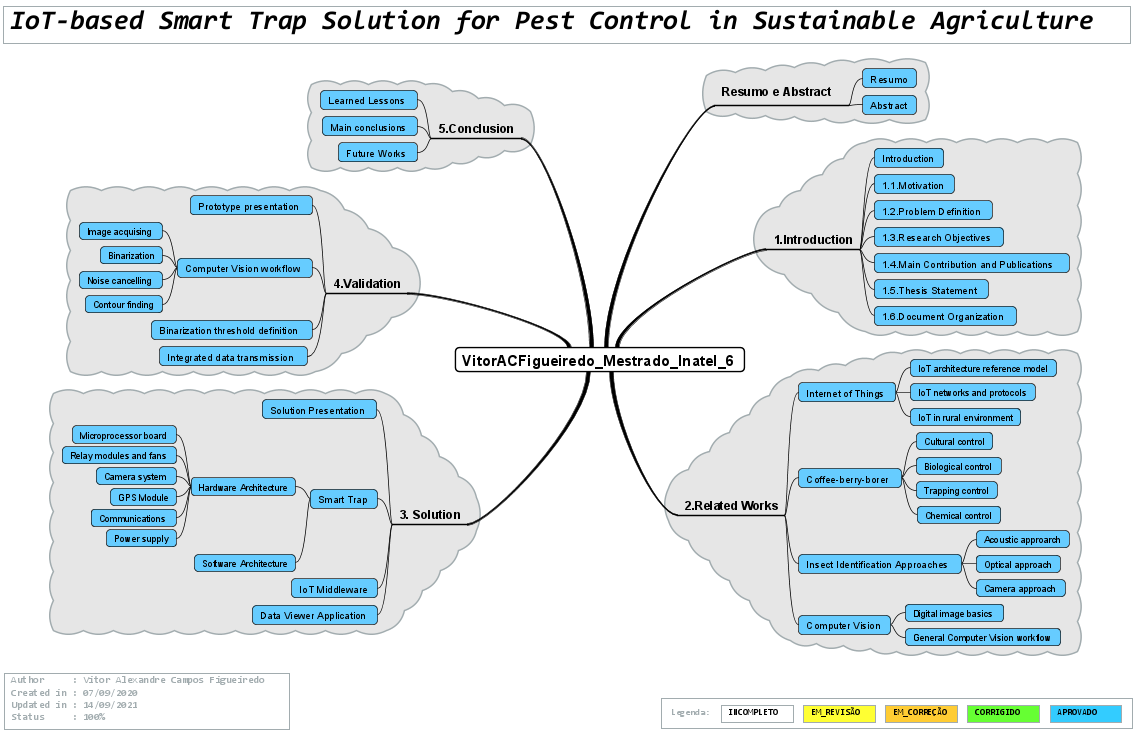 IoT-based Smart Trap Solution for Pest Control in Sustainable Agriculture
VitorACFigueiredo_Mestrado_Inatel_6
Resumo e Abstract
Resumo
Abstract
1.Introduction
Introduction
1.1.Motivation
1.2.Problem Definition
1.3.Research Objectives
1.4.Main Contribution and Publications
1.5.Thesis Statement
1.6.Document Organization
2.Related Works
Internet of Things
IoT architecture reference model
IoT networks and protocols
IoT in rural environment
Coffee-berry-borer
Cultural control
Biological control
Trapping control
Chemical control
Insect Identification Approaches
Acoustic approarch
Optical approach
Camera approach
Computer Vision
Digital image basics
General Computer Vision workflow
3. Solution
Solution Presentation
Smart Trap
Hardware Architecture
Microprocessor board
Relay modules and fans
Camera system
GPS Module
Communications
Power supply
Software Architecture
IoT Middleware
Data Viewer Application
4.Validation
Prototype presentation
Computer Vision workflow
Image acquising
Binarization
Noise cancelling
Contour finding
Binarization threshold definition
Integrated data transmission
5.Conclusion
Learned Lessons
Main conclusions
Future Works
Author : Vitor Alexandre Campos Figueiredo
Created in : 07/09/2020
Updated in : 14/09/2021
Status : 100%
Legenda: INCOMPLETO EM_REVISÃO EM_CORREÇÃO CORRIGIDO APROVADO